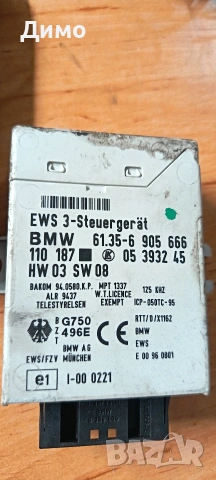 Димо
EWS 3-Steuergerät
BMW 61.35-6 905 666
110 187 05 3932 45
HW 03 SW 08
BAKOM 94.0580.K.P. MPT 1337 125 KHZ
ALR 9437 W.T.LICENCE
TELESTYRELSEN EXEMPT ICP-050TC-95
G750 496E
RTT/D/X1162
BMW
BMW AG EWS
EWS/FZV MÜNCHEN E 00 96 0801
e1 I-00 0221
bazar